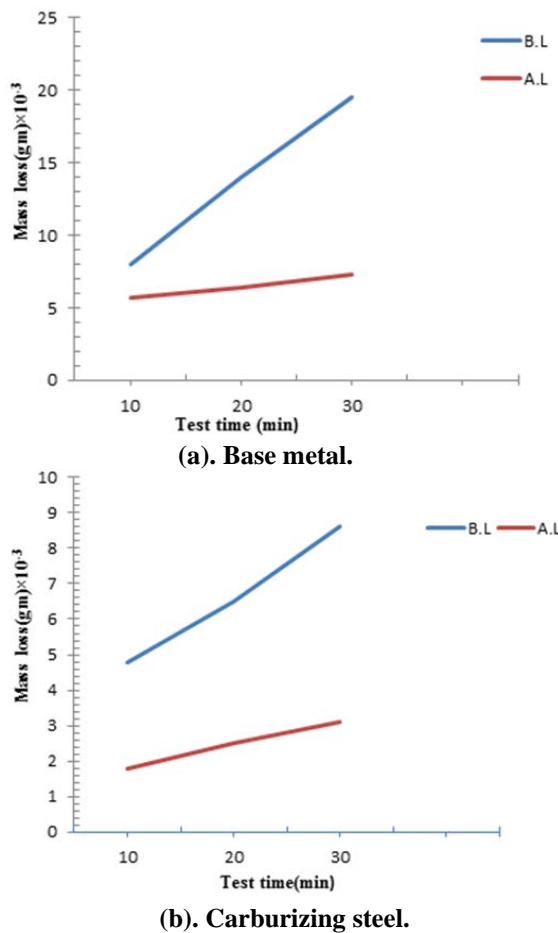 25
20
15
10
5
0
Mass loss(gm)×10⁻³
B.L
A.L
10 20 30
Test time (min)
(a). Base metal.
10
9
8
7
6
5
4
3
2
1
0
Mass loss(gm)×10⁻³
B.L A.L
10 20 30
Test time(min)
(b). Carburizing steel.